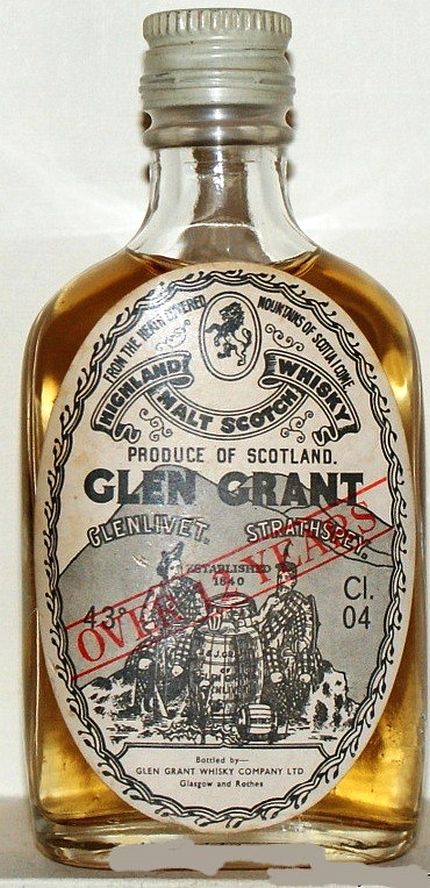 FROM THE HEATH COVERED MOUNTAINS OF SCOTIA I COME
HIGHLAND WHISKY
MALT SCOTCH
PRODUCE OF SCOTLAND.
GLEN GRANT
GLENLIVET. STRATHSPEY.
OVER 12 YEARS
ESTABLISHED
1840
43° Cl.
04
Bottled by—
GLEN GRANT WHISKY COMPANY LTD
Glasgow and Rothes